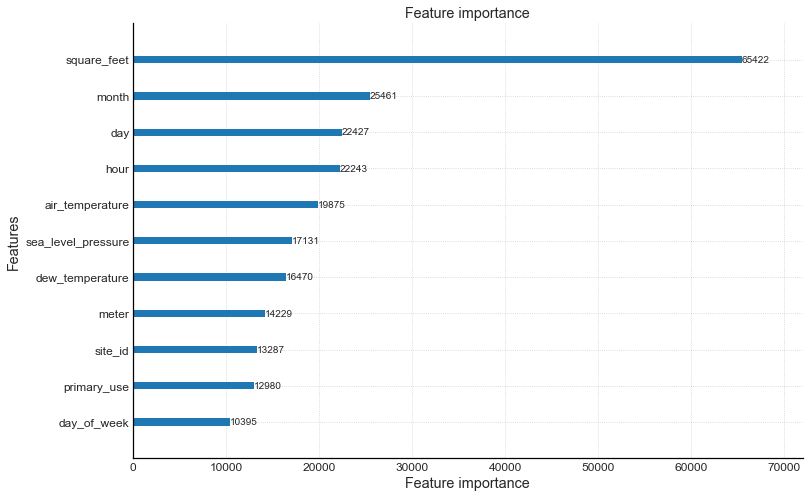 Feature importance
square_feet 65422
month 25461
day 22427
hour 22243
air_temperature 19875
sea_level_pressure 17131
dew_temperature 16470
meter 14229
site_id 13287
primary_use 12980
day_of_week 10395
Features
0 10000 20000 30000 40000 50000 60000 70000
Feature importance